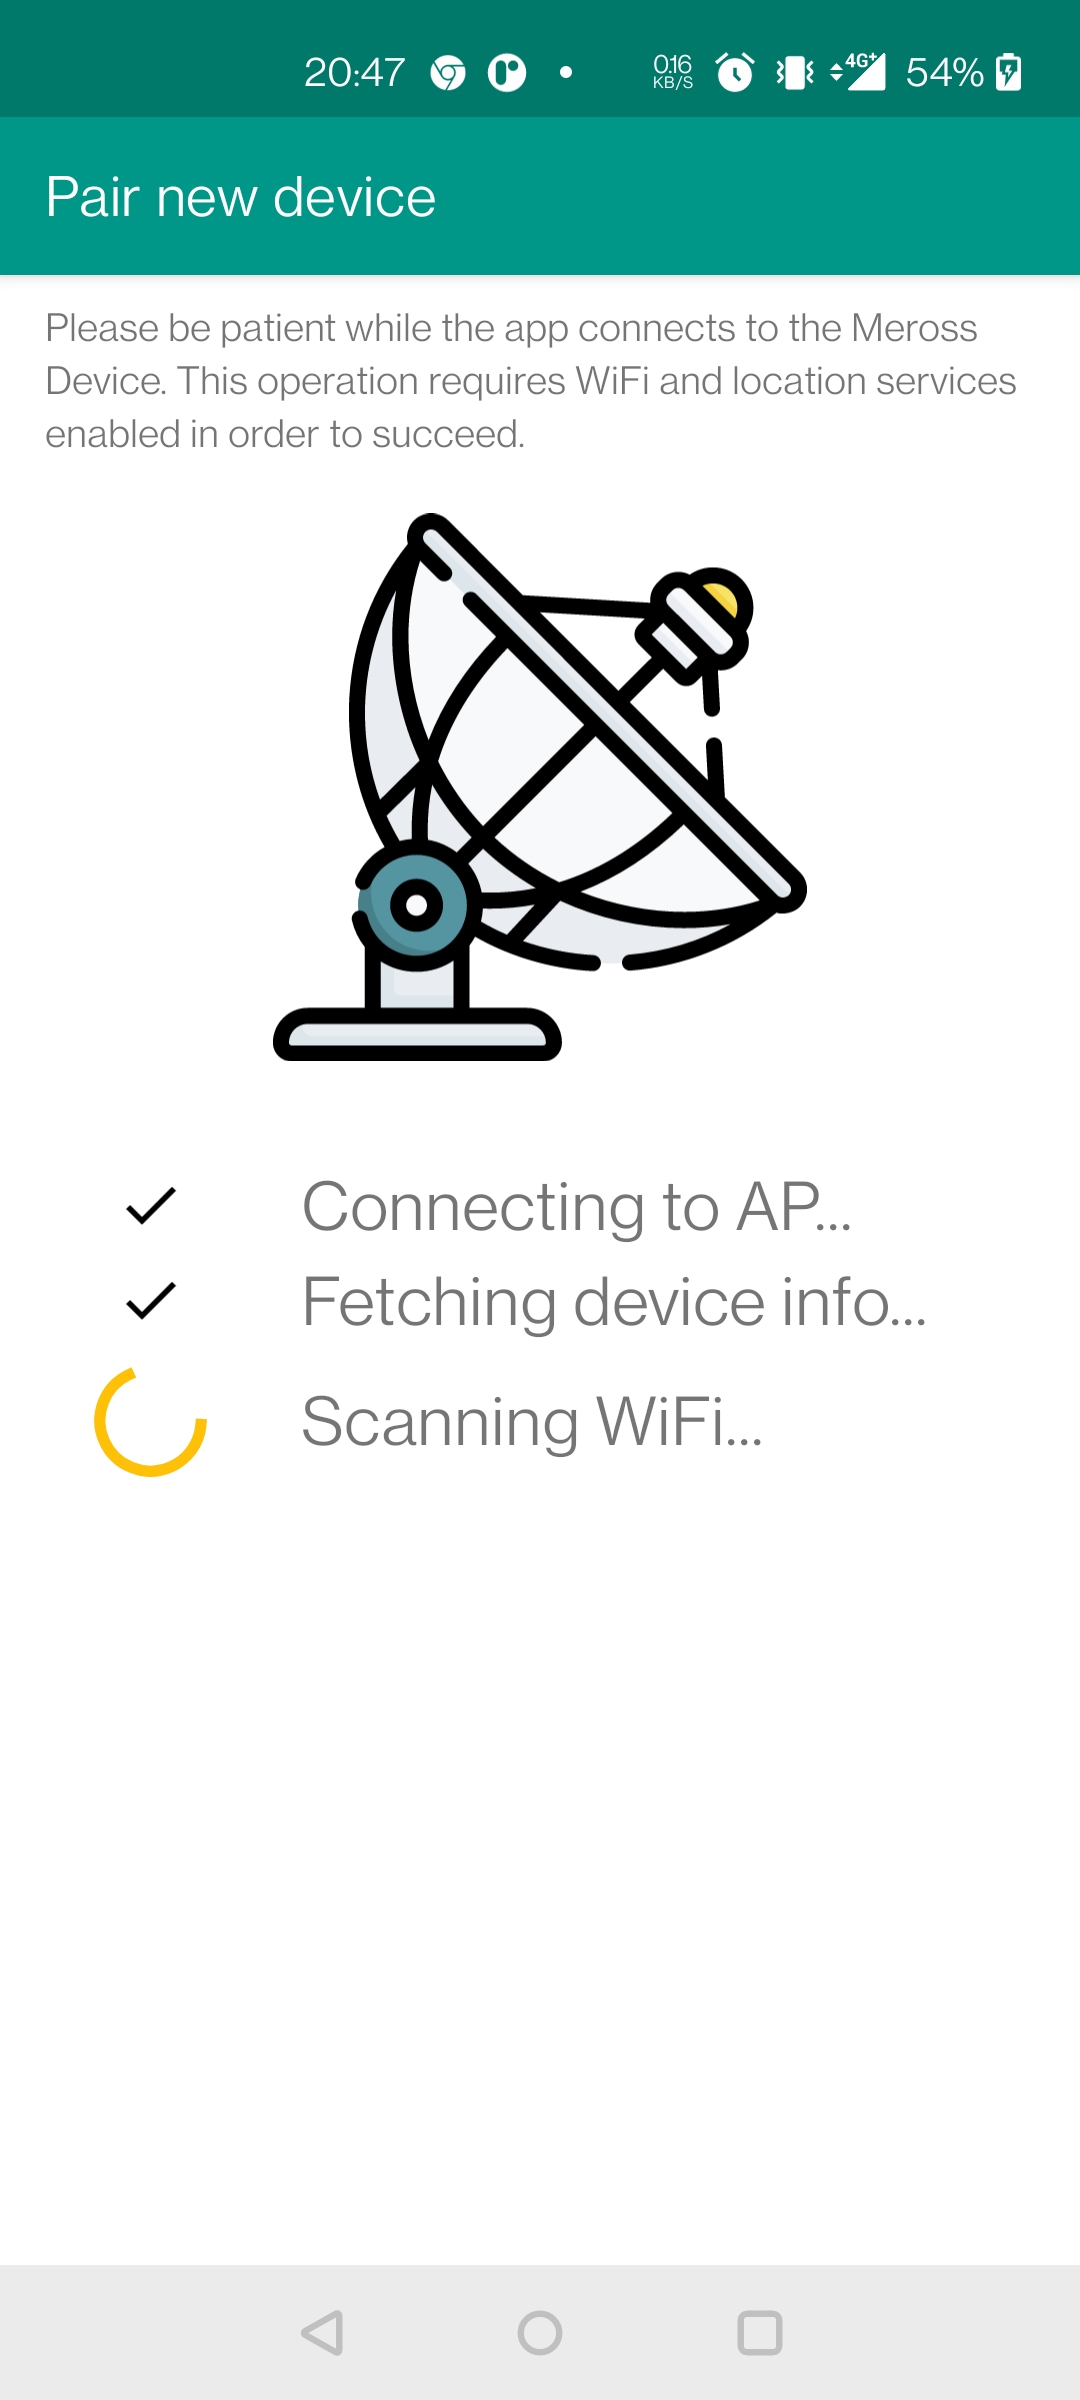 20:47 0.16 KB/S 4G+ 54%
Pair new device
Please be patient while the app connects to the Meross
Device. This operation requires WiFi and location services
enabled in order to succeed.
Connecting to AP...
Fetching device info...
Scanning WiFi...